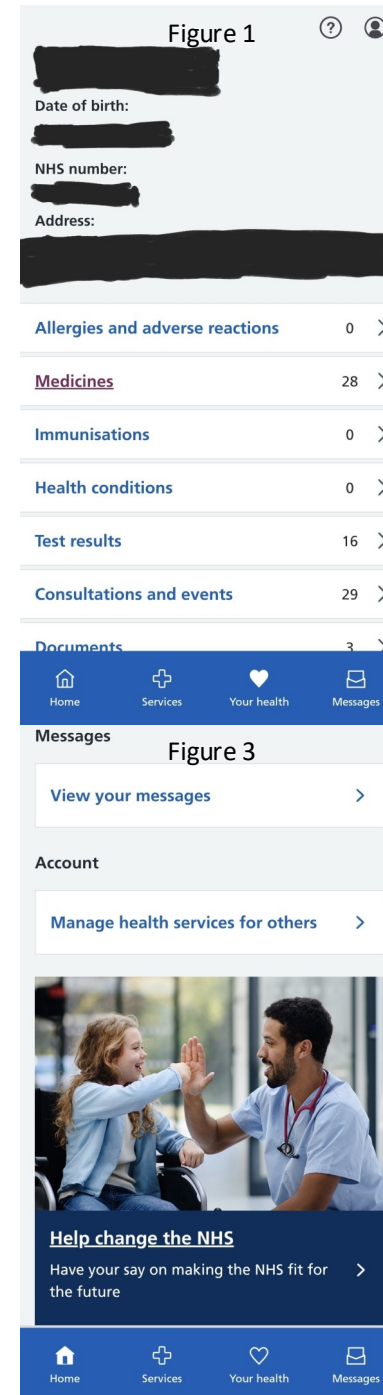 Figure 1
Date of birth:
NHS number:
Address:
Allergies and adverse reactions 0
Medicines 28
Immunisations 0
Health conditions 0
Test results 16
Consultations and events 29
Documents 3
Home Services Your health Messages
Messages
Figure 3
View your messages
Account
Manage health services for others
Help change the NHS
Have your say on making the NHS fit for
the future
Home Services Your health Messages